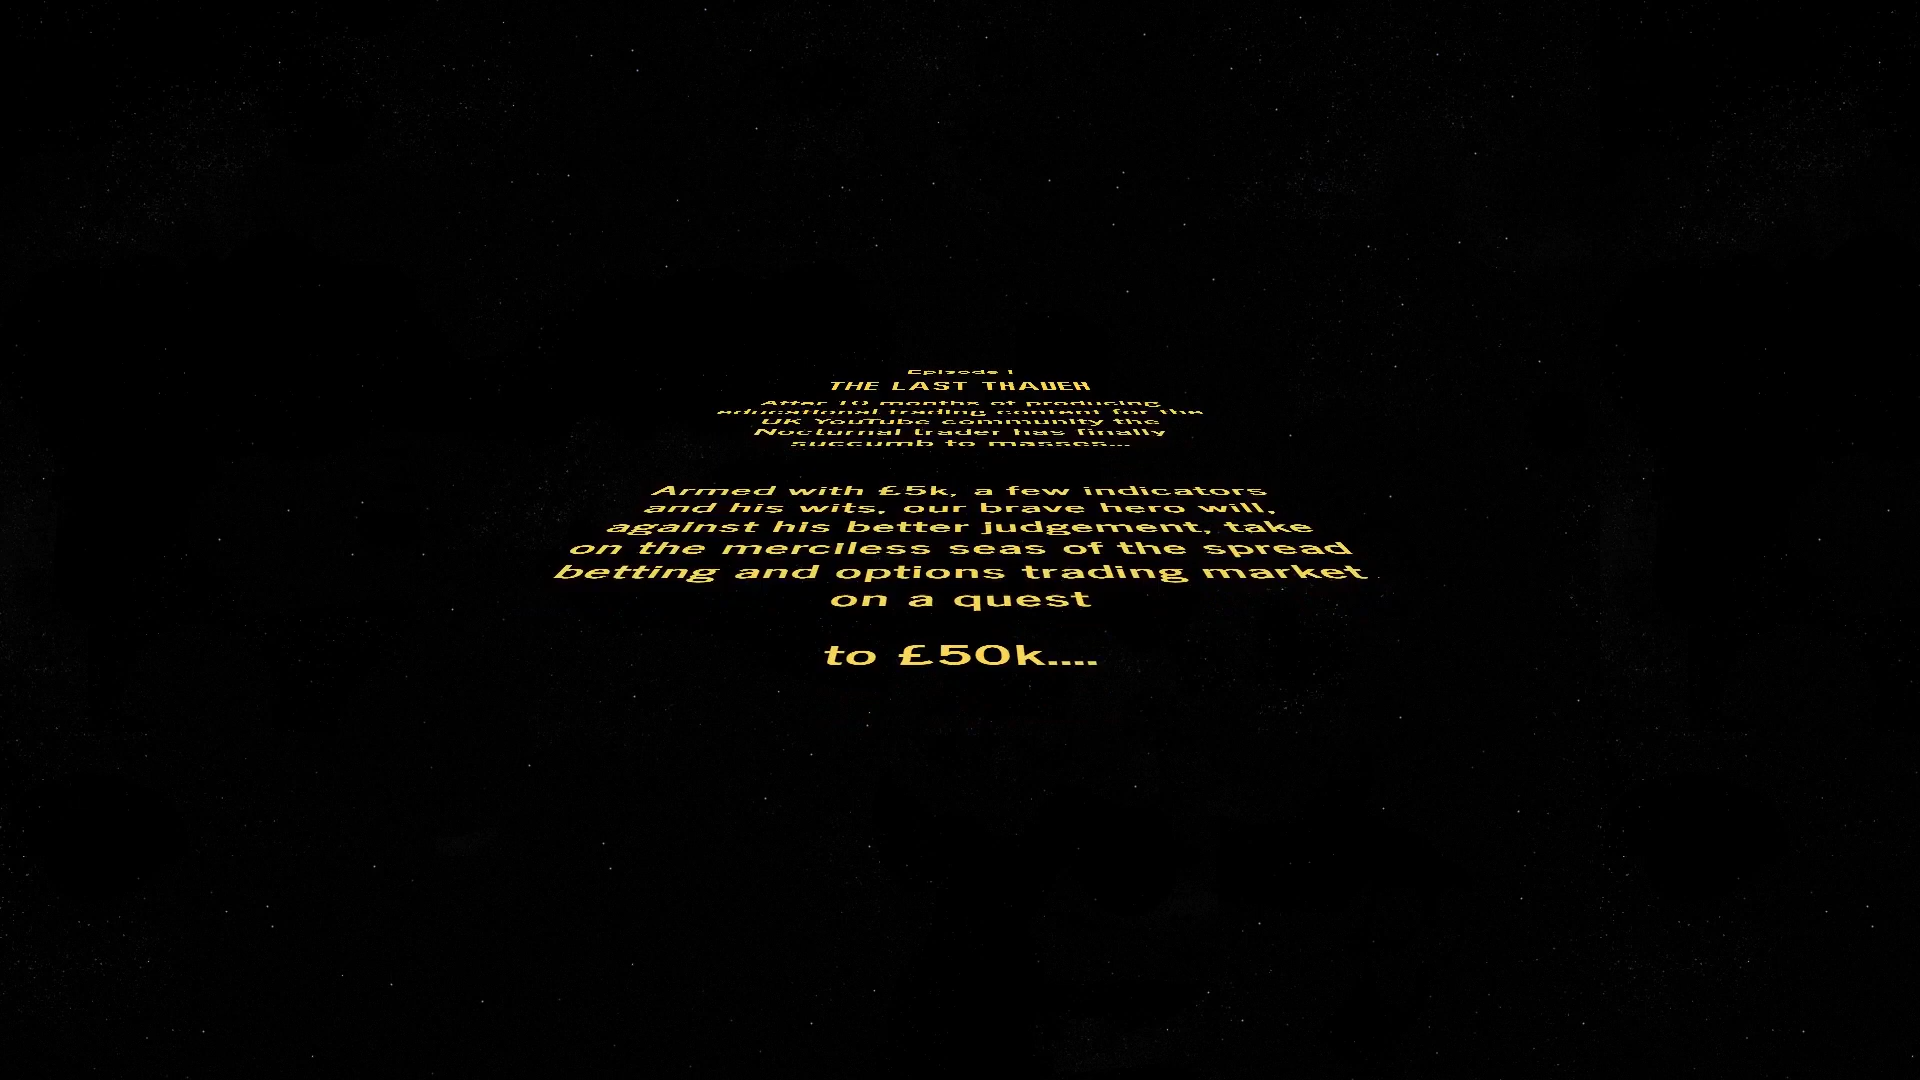 Episode I
THE LAST TRADER
After 10 months of producing
educational trading content for the
UK YouTube community the
Nocturnal trader has finally
succumb to masses...
Armed with £5k, a few indicators
and his wits, our brave hero will,
against his better judgement, take
on the merciless seas of the spread
betting and options trading market
on a quest
to £50k....